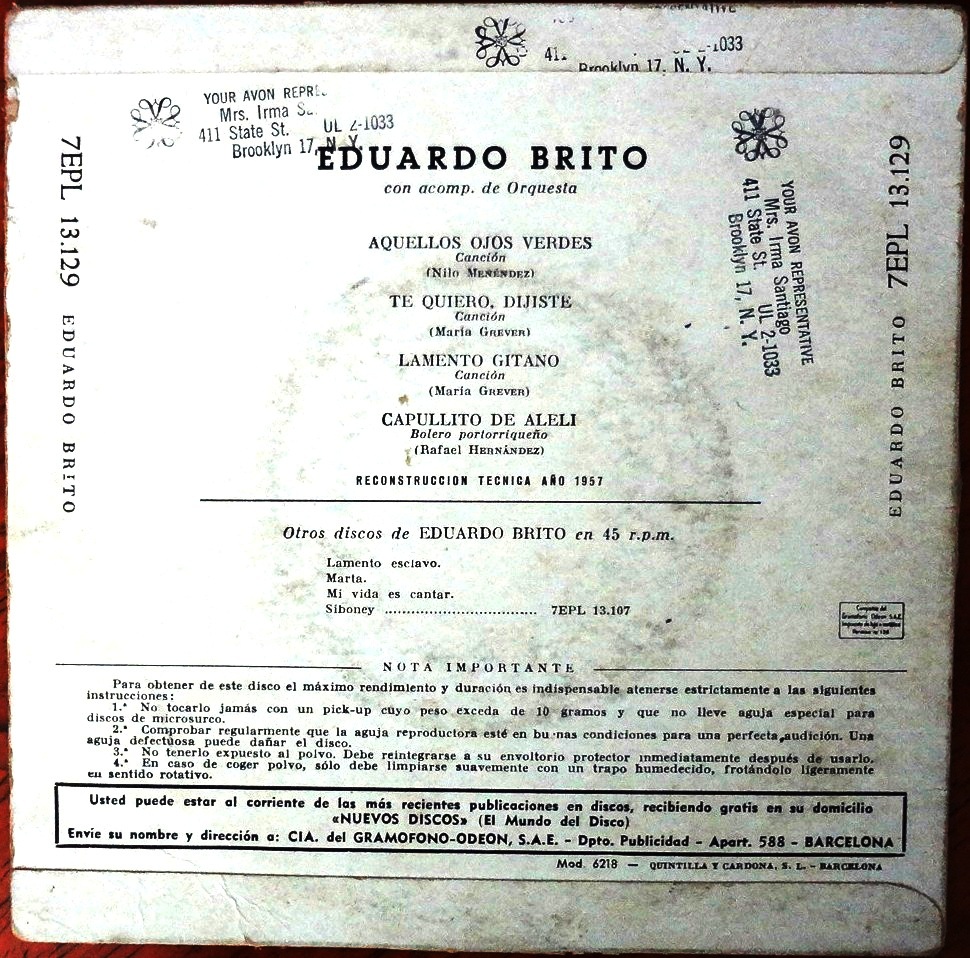 411
1033
Brooklyn 17, N. Y.
YOUR AVON
Mrs. Irma
411 State St. UL 2-1033
Brooklyn 17, N. Y.
YOUR AVON REPRESENTATIVE
Mrs. Irma Santiago
411 State St. UL 2-1033
Brooklyn 17, N. Y.
7EPL 13.129 EDUARDO BRITO
7EPL 13.129 EDUARDO BRITO
EDUARDO BRITO
con acomp. de Orquesta
AQUELLOS OJOS VERDES
Canción
(Nilo MENÉNDEZ)
TE QUIERO, DIJISTE
Canción
(María GREVER)
LAMENTO GITANO
Canción
(María GREVER)
CAPULLITO DE ALELI
Bolero portorriqueño
(Rafael HERNÁNDEZ)
RECONSTRUCCION TECNICA AÑO 1957
Otros discos de EDUARDO BRITO en 45 r.p.m.
Lamento esclavo.
Marta.
Mi vida es cantar.
Siboney .................................. 7EPL 13.107
NOTA IMPORTANTE
Para obtener de este disco el máximo rendimiento y duración es indispensable atenerse estrictamente a las siguientes
instrucciones:
1.ª No tocarlo jamás con un pick-up cuyo peso exceda de 10 gramos y que no lleve aguja especial para
discos de microsurco.
2.ª Comprobar regularmente que la aguja reproductora esté en buenas condiciones para una perfecta audición. Una
aguja defectuosa puede dañar el disco.
3.ª No tenerlo expuesto al polvo. Debe reintegrarse a su envoltorio protector inmediatamente después de usarlo.
4.ª En caso de coger polvo, sólo debe limpiarse suavemente con un trapo humedecido, frotándolo ligeramente
en sentido rotativo.
Usted puede estar al corriente de las más recientes publicaciones en discos, recibiendo gratis en su domicilio
«NUEVOS DISCOS» (El Mundo del Disco)
Envíe su nombre y dirección a: CIA. del GRAMOFONO-ODEON, S.A.E. - Dpto. Publicidad - Apart. 588 - BARCELONA
Mod. 6218 — QUINTILLA Y CARDONA, S. L. - BARCELONA